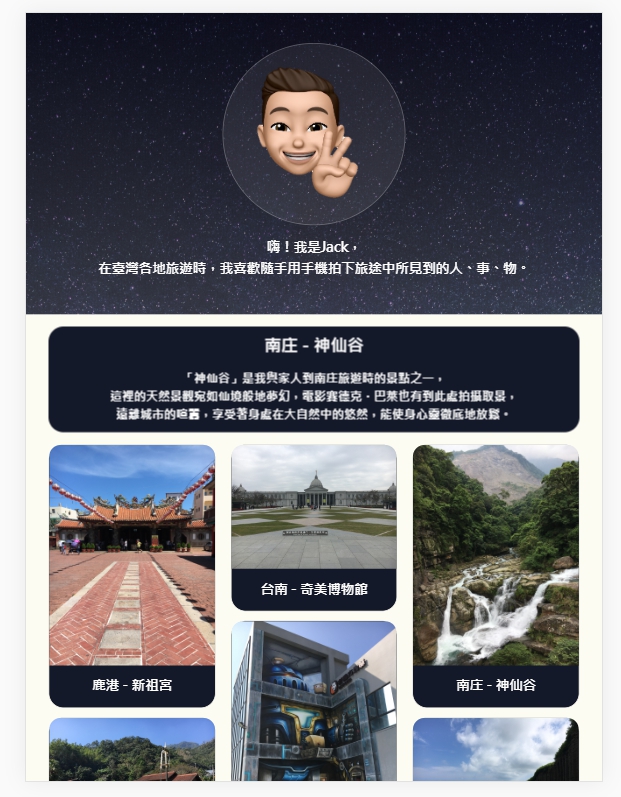 嗨！我是Jack，
在臺灣各地旅遊時，我喜歡隨手用手機拍下旅途中所見到的人、事、物。
南庄 - 神仙谷
「神仙谷」是我與家人到南庄旅遊時的景點之一，
這裡的天然景觀宛如仙境般地夢幻，電影賽德克．巴萊也有到此處拍攝取景，
遠離城市的喧囂，享受著身處在大自然中的悠然，能使身心靈徹底地放鬆。
鹿港 - 新祖宮
台南 - 奇美博物館
南庄 - 神仙谷